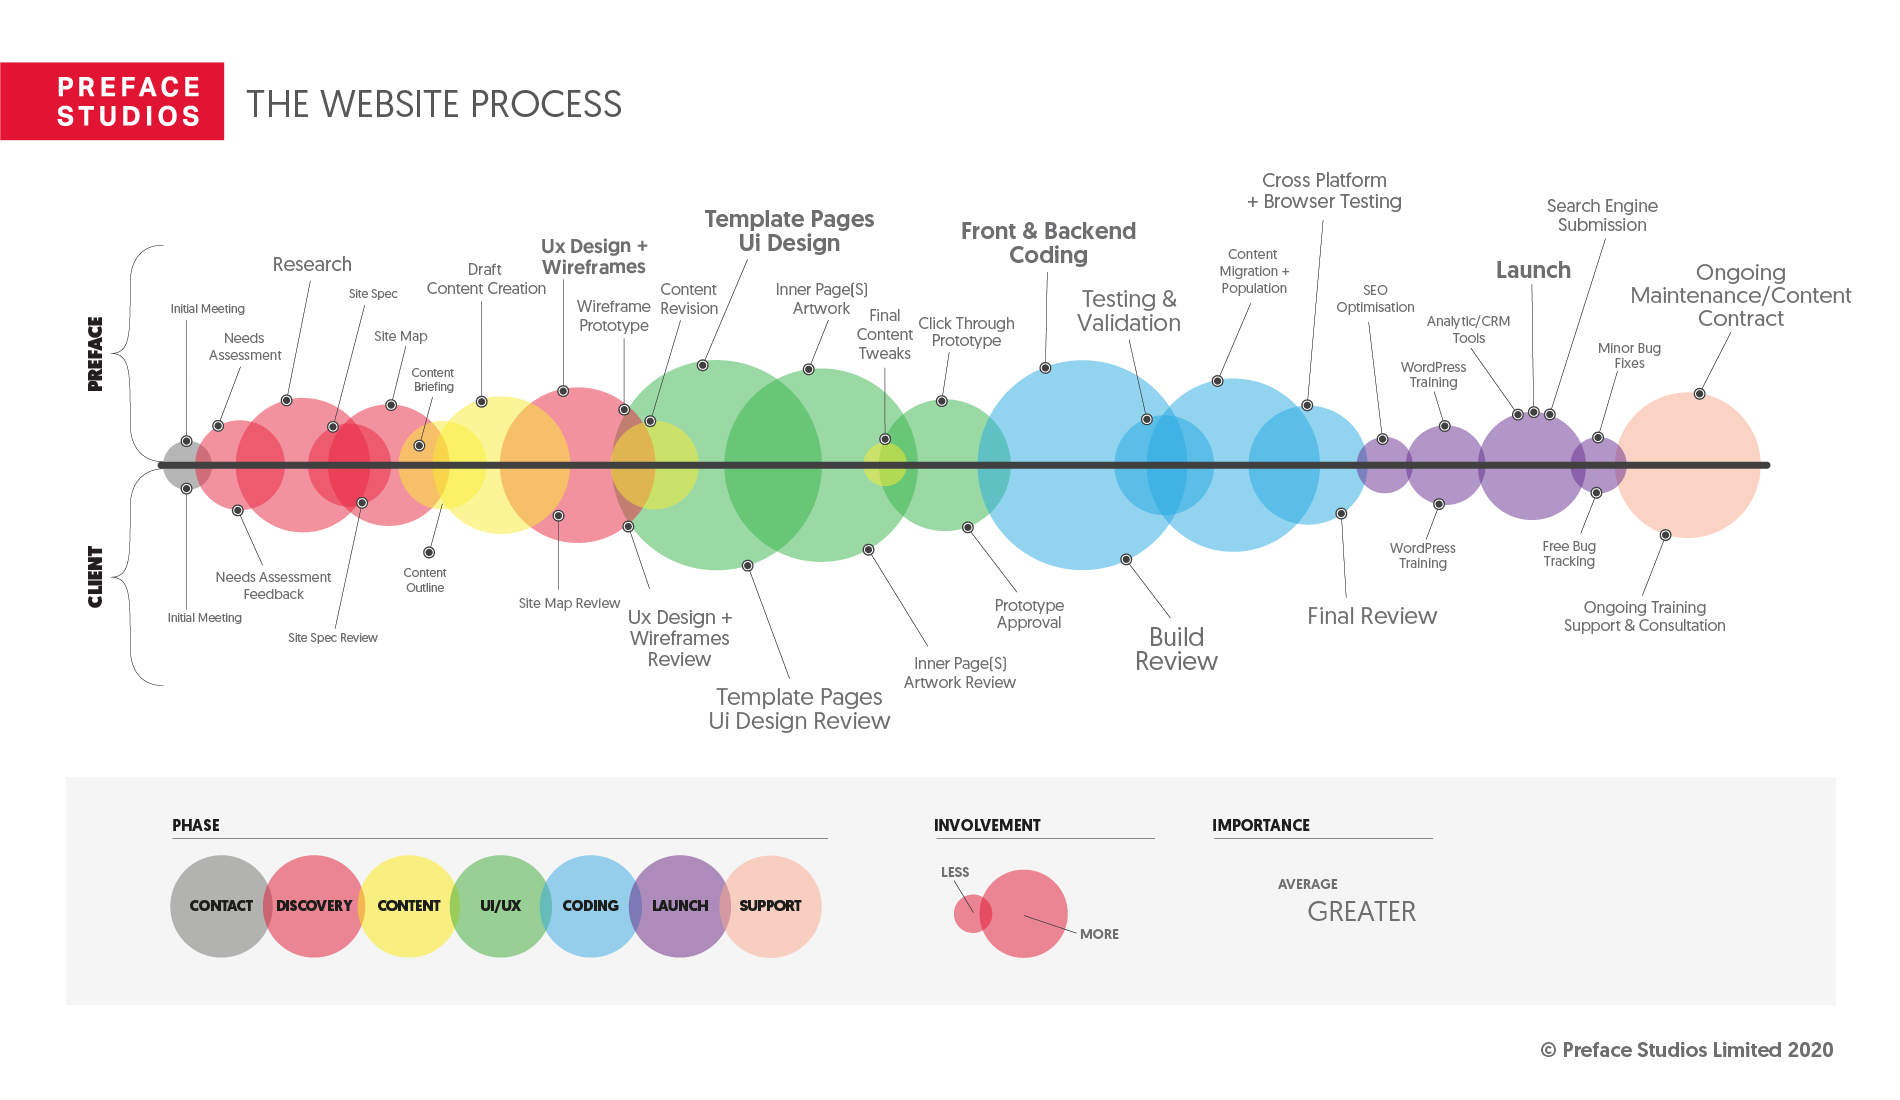 PREFACE
STUDIOS
THE WEBSITE PROCESS
PREFACE
Initial Meeting
Needs
Assessment
Research
Site Spec
Site Map
Content
Briefing
Draft
Content Creation
Ux Design +
Wireframes
Wireframe
Prototype
Content
Revision
Template Pages
Ui Design
Inner Page(S)
Artwork
Final
Content
Tweaks
Click Through
Prototype
Front & Backend
Coding
Testing &
Validation
Content
Migration +
Population
Cross Platform
+ Browser Testing
SEO
Optimisation
WordPress
Training
Analytic/CRM
Tools
Launch
Search Engine
Submission
Minor Bug
Fixes
Ongoing
Maintenance/Content
Contract
CLIENT
Initial Meeting
Needs Assessment
Feedback
Site Spec Review
Content
Outline
Site Map Review
Ux Design +
Wireframes
Review
Template Pages
Ui Design Review
Inner Page(S)
Artwork Review
Prototype
Approval
Build
Review
Final Review
WordPress
Training
Free Bug
Tracking
Ongoing Training
Support & Consultation
PHASE
CONTACT
DISCOVERY
CONTENT
UI/UX
CODING
LAUNCH
SUPPORT
INVOLVEMENT
LESS
MORE
IMPORTANCE
AVERAGE
GREATER
© Preface Studios Limited 2020